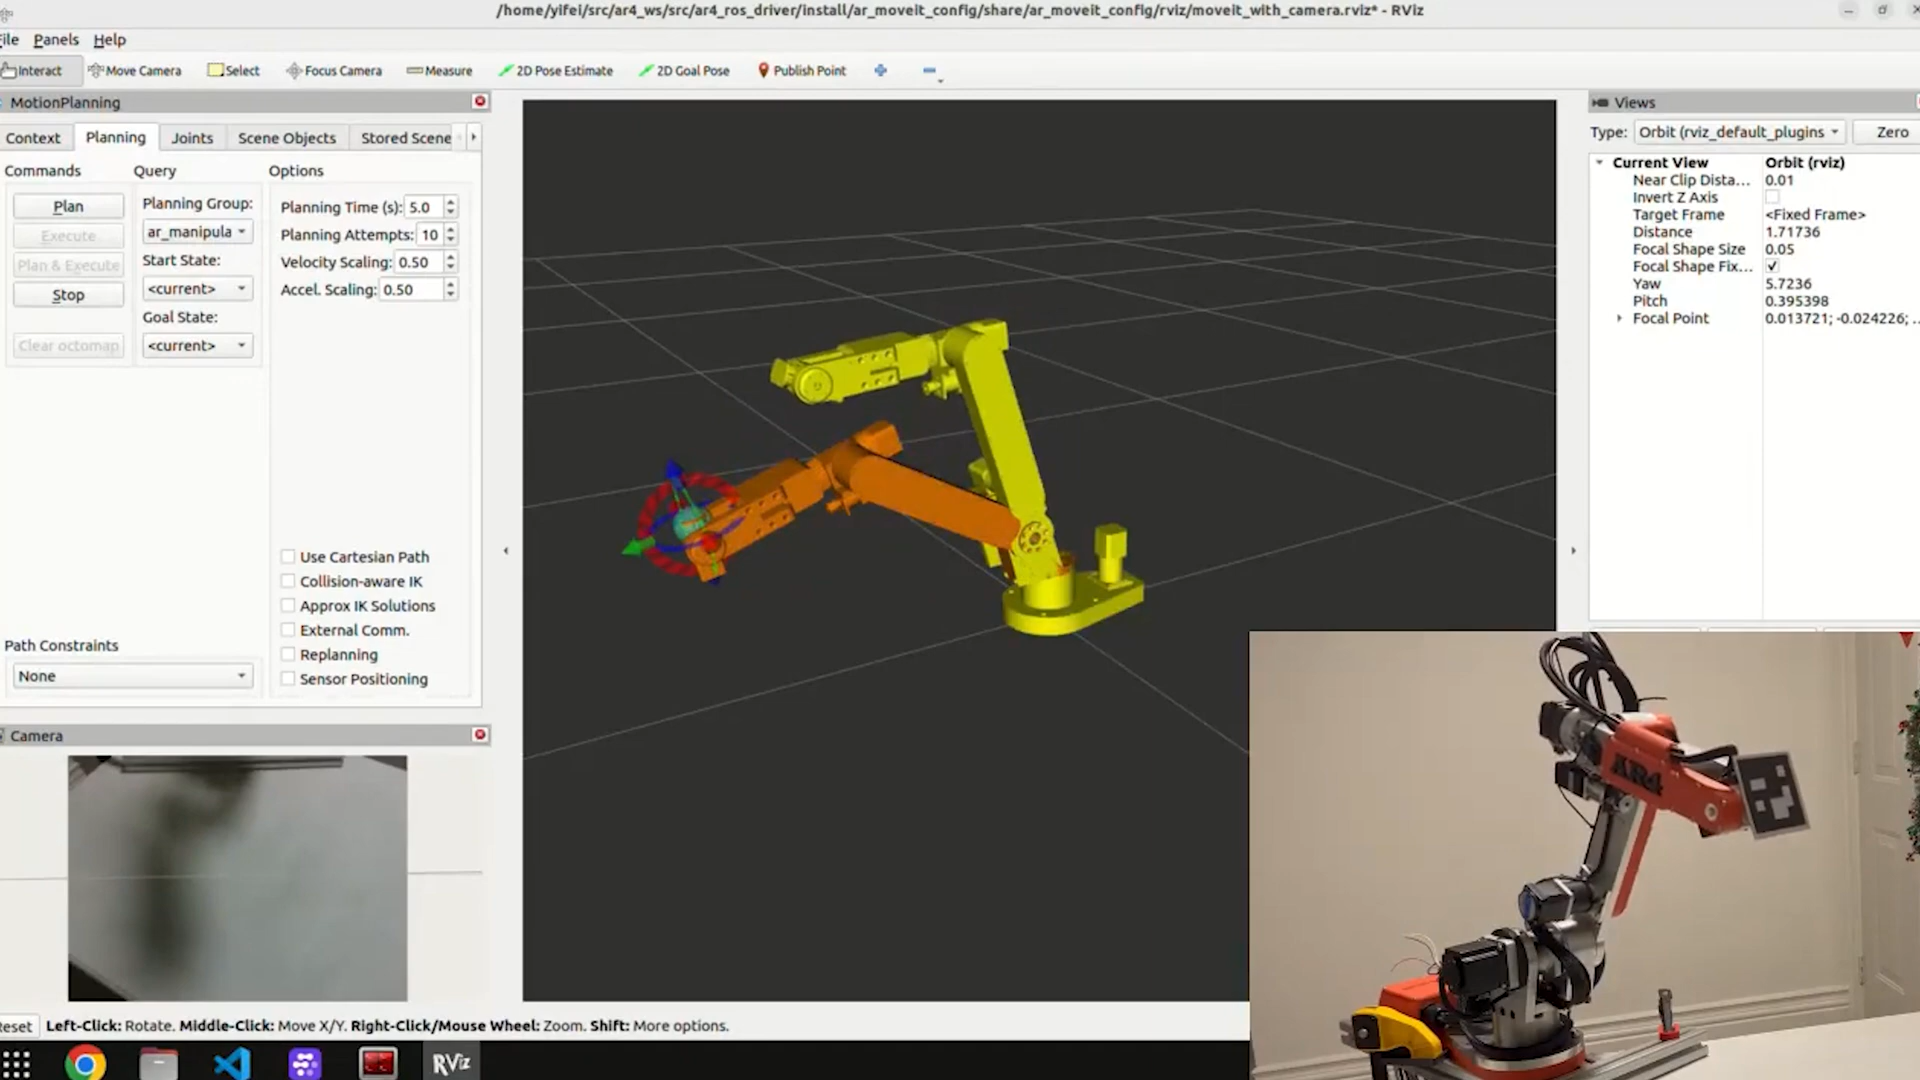 /home/yifei/src/ar4_ws/src/ar4_ros_driver/install/ar_moveit_config/share/ar_moveit_config/rviz/moveit_with_camera.rviz* - RViz
ile Panels Help
Interact Move Camera Select Focus Camera Measure 2D Pose Estimate 2D Goal Pose Publish Point
MotionPlanning
Context Planning Joints Scene Objects Stored Scene
Commands Query Options
Plan
Execute
Plan & Execute
Stop
Clear octomap
Planning Group:
ar_manipula
Start State:
<current>
Goal State:
<current>
Planning Time (s): 5.0
Planning Attempts: 10
Velocity Scaling: 0.50
Accel. Scaling: 0.50
Use Cartesian Path
Collision-aware IK
Approx IK Solutions
External Comm.
Replanning
Sensor Positioning
Path Constraints
None
Camera
Views
Type: Orbit (rviz_default_plugins Zero
Current View Orbit (rviz)
Near Clip Dista... 0.01
Invert Z Axis
Target Frame <Fixed Frame>
Distance 1.71736
Focal Shape Size 0.05
Focal Shape Fix... ✓
Yaw 5.7236
Pitch 0.395398
Focal Point 0.013721; -0.024226; ..
AR4
eset Left-Click: Rotate. Middle-Click: Move X/Y. Right-Click/Mouse Wheel: Zoom. Shift: More options.
RViz